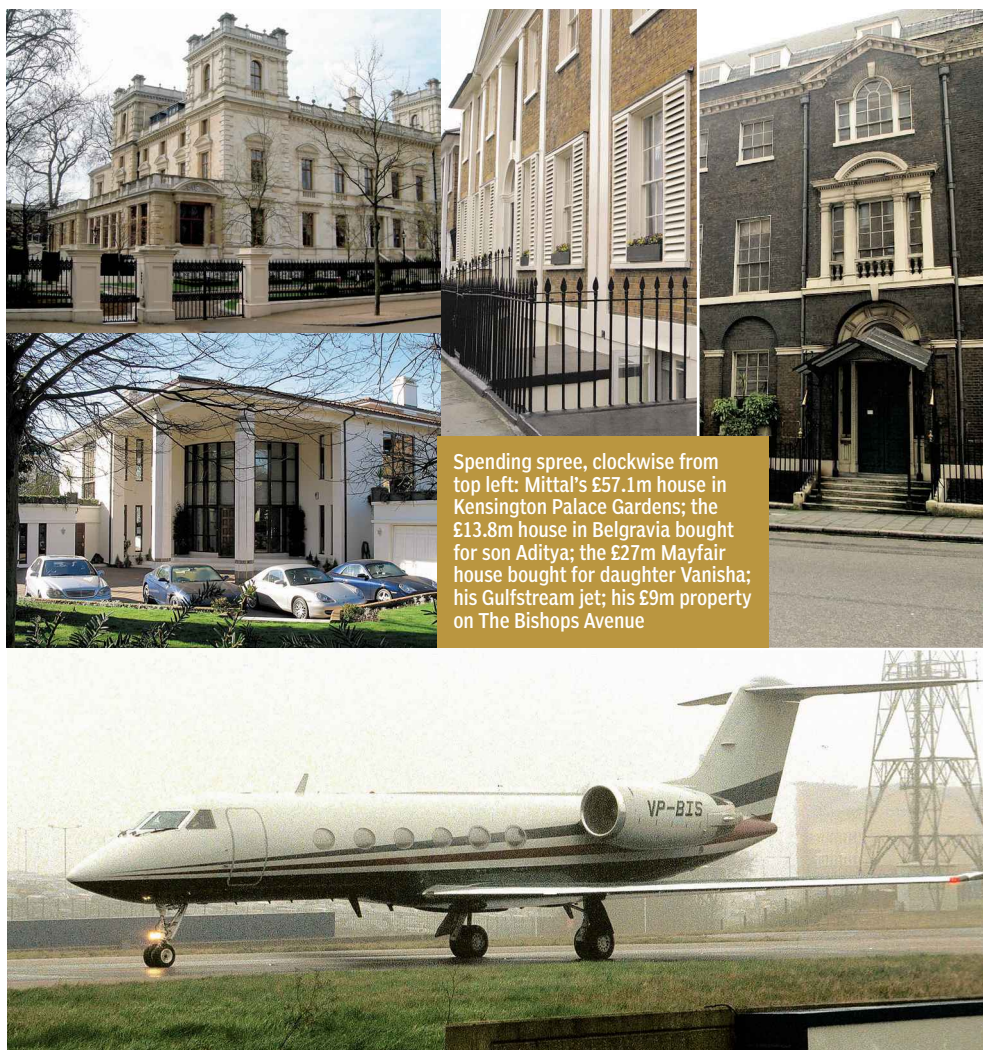 Spending spree, clockwise from
top left: Mittal's £57.1m house in
Kensington Palace Gardens; the
£13.8m house in Belgravia bought
for son Aditya; the £27m Mayfair
house bought for daughter Vanisha;
his Gulfstream jet; his £9m property
on The Bishops Avenue
VP-BIS